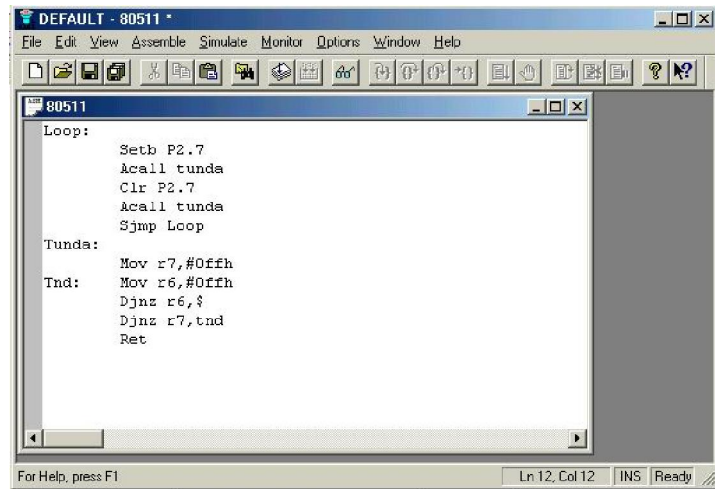 DEFAULT - 80511 *
File Edit View Assemble Simulate Monitor Options Window Help
80511
Loop:
Setb P2.7
Acall tunda
Clr P2.7
Acall tunda
Sjmp Loop
Tunda:
Mov r7,#0ffh
Tnd: Mov r6,#0ffh
Djnz r6,$
Djnz r7,tnd
Ret
For Help, press F1 Ln 12, Col 12 INS Ready